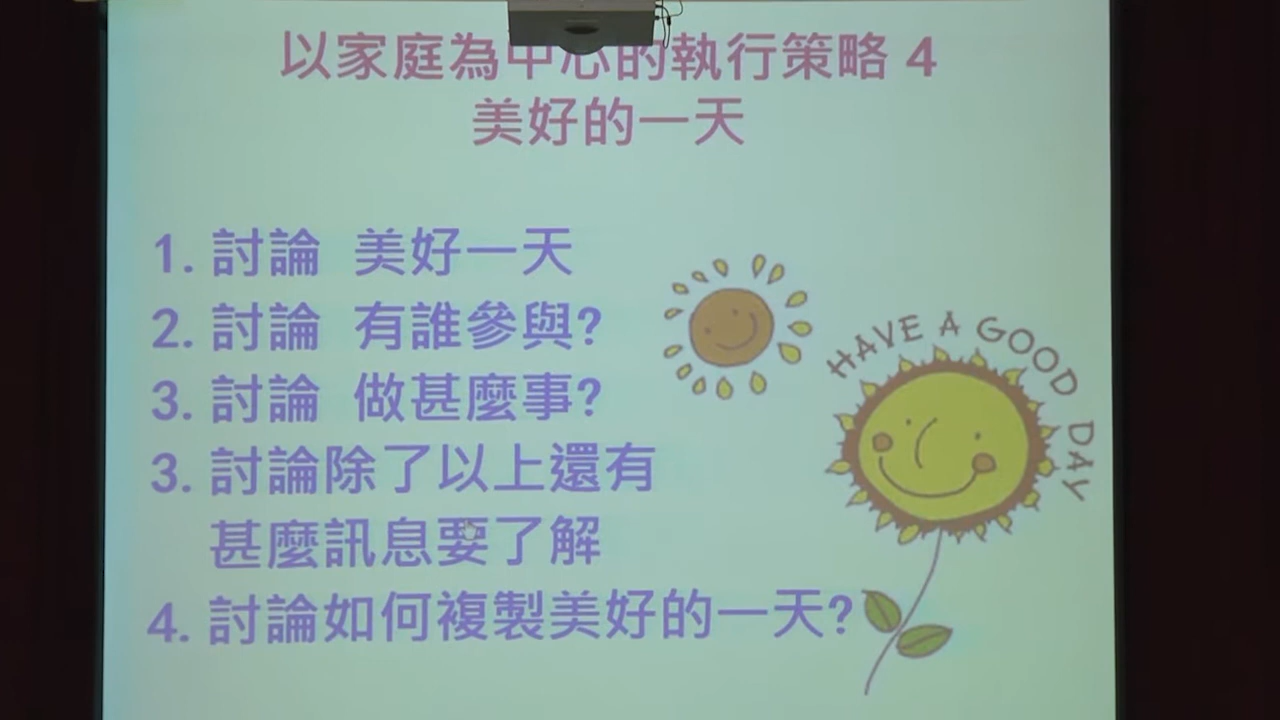 以家庭為中心的執行策略 4
美好的一天
1. 討論 美好一天
2. 討論 有誰參與?
3. 討論 做甚麼事?
3. 討論除了以上還有
甚麼訊息要了解
4. 討論如何複製美好的一天?
HAVE A GOOD DAY